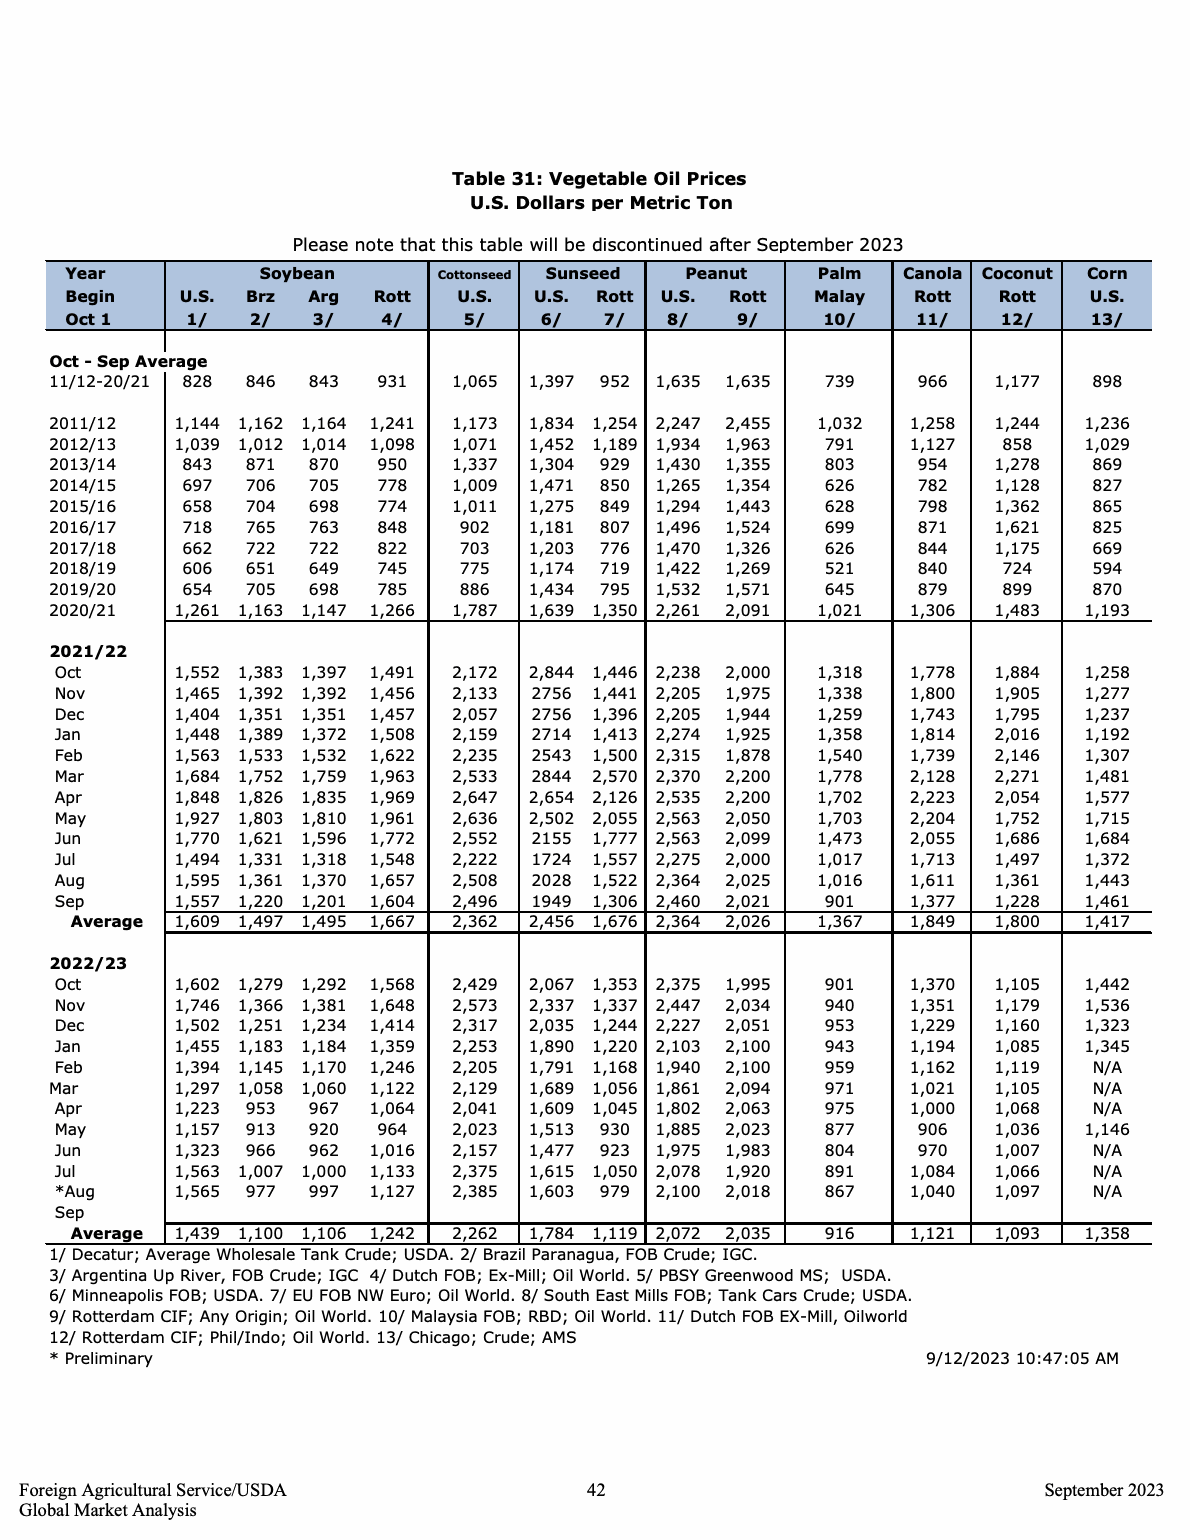 Table 31: Vegetable Oil Prices
U.S. Dollars per Metric Ton
Please note that this table will be discontinued after September 2023
Year Soybean Cottonseed Sunseed Peanut Palm Canola Coconut Corn
Begin U.S. Brz Arg Rott U.S. U.S. Rott U.S. Rott Malay Rott Rott U.S.
Oct 1 1/ 2/ 3/ 4/ 5/ 6/ 7/ 8/ 9/ 10/ 11/ 12/ 13/
Oct - Sep Average
11/12-20/21 828 846 843 931 1,065 1,397 952 1,635 1,635 739 966 1,177 898
2011/12 1,144 1,162 1,164 1,241 1,173 1,834 1,254 2,247 2,455 1,032 1,258 1,244 1,236
2012/13 1,039 1,012 1,014 1,098 1,071 1,452 1,189 1,934 1,963 791 1,127 858 1,029
2013/14 843 871 870 950 1,337 1,304 929 1,430 1,355 803 954 1,278 869
2014/15 697 706 705 778 1,009 1,471 850 1,265 1,354 626 782 1,128 827
2015/16 658 704 698 774 1,011 1,275 849 1,294 1,443 628 798 1,362 865
2016/17 718 765 763 848 902 1,181 807 1,496 1,524 699 871 1,621 825
2017/18 662 722 722 822 703 1,203 776 1,470 1,326 626 844 1,175 669
2018/19 606 651 649 745 775 1,174 719 1,422 1,269 521 840 724 594
2019/20 654 705 698 785 886 1,434 795 1,532 1,571 645 879 899 870
2020/21 1,261 1,163 1,147 1,266 1,787 1,639 1,350 2,261 2,091 1,021 1,306 1,483 1,193
2021/22
Oct 1,552 1,383 1,397 1,491 2,172 2,844 1,446 2,238 2,000 1,318 1,778 1,884 1,258
Nov 1,465 1,392 1,392 1,456 2,133 2756 1,441 2,205 1,975 1,338 1,800 1,905 1,277
Dec 1,404 1,351 1,351 1,457 2,057 2756 1,396 2,205 1,944 1,259 1,743 1,795 1,237
Jan 1,448 1,389 1,372 1,508 2,159 2714 1,413 2,274 1,925 1,358 1,814 2,016 1,192
Feb 1,563 1,533 1,532 1,622 2,235 2543 1,500 2,315 1,878 1,540 1,739 2,146 1,307
Mar 1,684 1,752 1,759 1,963 2,533 2844 2,570 2,370 2,200 1,778 2,128 2,271 1,481
Apr 1,848 1,826 1,835 1,969 2,647 2,654 2,126 2,535 2,200 1,702 2,223 2,054 1,577
May 1,927 1,803 1,810 1,961 2,636 2,502 2,055 2,563 2,050 1,703 2,204 1,752 1,715
Jun 1,770 1,621 1,596 1,772 2,552 2155 1,777 2,563 2,099 1,473 2,055 1,686 1,684
Jul 1,494 1,331 1,318 1,548 2,222 1724 1,557 2,275 2,000 1,017 1,713 1,497 1,372
Aug 1,595 1,361 1,370 1,657 2,508 2028 1,522 2,364 2,025 1,016 1,611 1,361 1,443
Sep 1,557 1,220 1,201 1,604 2,496 1949 1,306 2,460 2,021 901 1,377 1,228 1,461
Average 1,609 1,497 1,495 1,667 2,362 2,456 1,676 2,364 2,026 1,367 1,849 1,800 1,417
2022/23
Oct 1,602 1,279 1,292 1,568 2,429 2,067 1,353 2,375 1,995 901 1,370 1,105 1,442
Nov 1,746 1,366 1,381 1,648 2,573 2,337 1,337 2,447 2,034 940 1,351 1,179 1,536
Dec 1,502 1,251 1,234 1,414 2,317 2,035 1,244 2,227 2,051 953 1,229 1,160 1,323
Jan 1,455 1,183 1,184 1,359 2,253 1,890 1,220 2,103 2,100 943 1,194 1,085 1,345
Feb 1,394 1,145 1,170 1,246 2,205 1,791 1,168 1,940 2,100 959 1,162 1,119 N/A
Mar 1,297 1,058 1,060 1,122 2,129 1,689 1,056 1,861 2,094 971 1,021 1,105 N/A
Apr 1,223 953 967 1,064 2,041 1,609 1,045 1,802 2,063 975 1,000 1,068 N/A
May 1,157 913 920 964 2,023 1,513 930 1,885 2,023 877 906 1,036 1,146
Jun 1,323 966 962 1,016 2,157 1,477 923 1,975 1,983 804 970 1,007 N/A
Jul 1,563 1,007 1,000 1,133 2,375 1,615 1,050 2,078 1,920 891 1,084 1,066 N/A
*Aug 1,565 977 997 1,127 2,385 1,603 979 2,100 2,018 867 1,040 1,097 N/A
Sep
Average 1,439 1,100 1,106 1,242 2,262 1,784 1,119 2,072 2,035 916 1,121 1,093 1,358
1/ Decatur; Average Wholesale Tank Crude; USDA. 2/ Brazil Paranagua, FOB Crude; IGC.
3/ Argentina Up River, FOB Crude; IGC 4/ Dutch FOB; Ex-Mill; Oil World. 5/ PBSY Greenwood MS; USDA.
6/ Minneapolis FOB; USDA. 7/ EU FOB NW Euro; Oil World. 8/ South East Mills FOB; Tank Cars Crude; USDA.
9/ Rotterdam CIF; Any Origin; Oil World. 10/ Malaysia FOB; RBD; Oil World. 11/ Dutch FOB EX-Mill, Oilworld
12/ Rotterdam CIF; Phil/Indo; Oil World. 13/ Chicago; Crude; AMS
* Preliminary 9/12/2023 10:47:05 AM
Foreign Agricultural Service/USDA 42 September 2023
Global Market Analysis